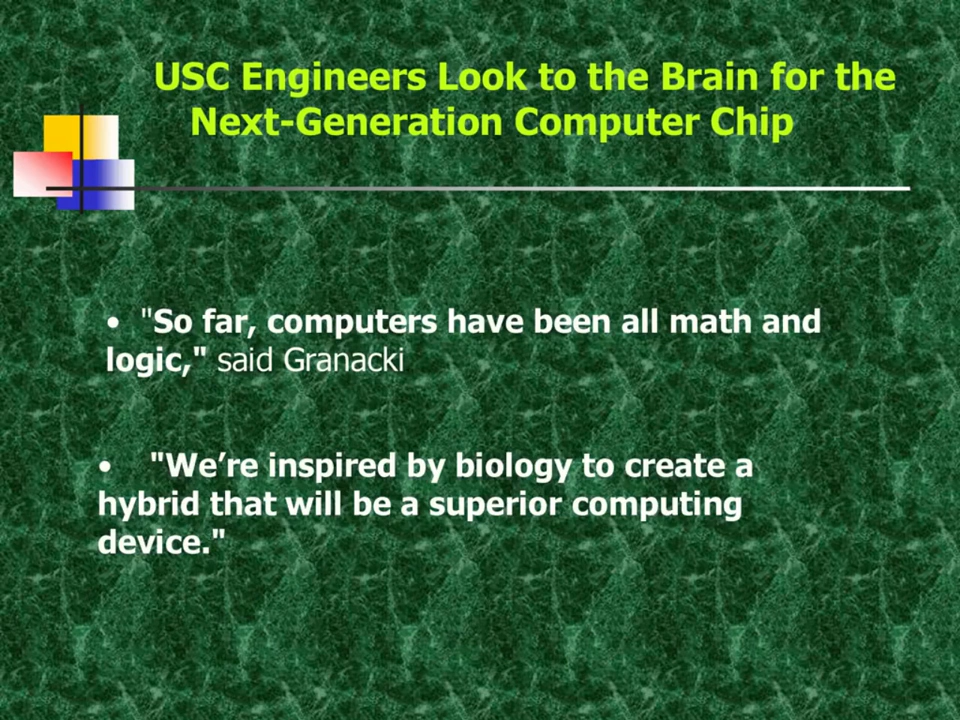 USC Engineers Look to the Brain for the
Next-Generation Computer Chip
• "So far, computers have been all math and
logic," said Granacki
• "We’re inspired by biology to create a
hybrid that will be a superior computing
device."